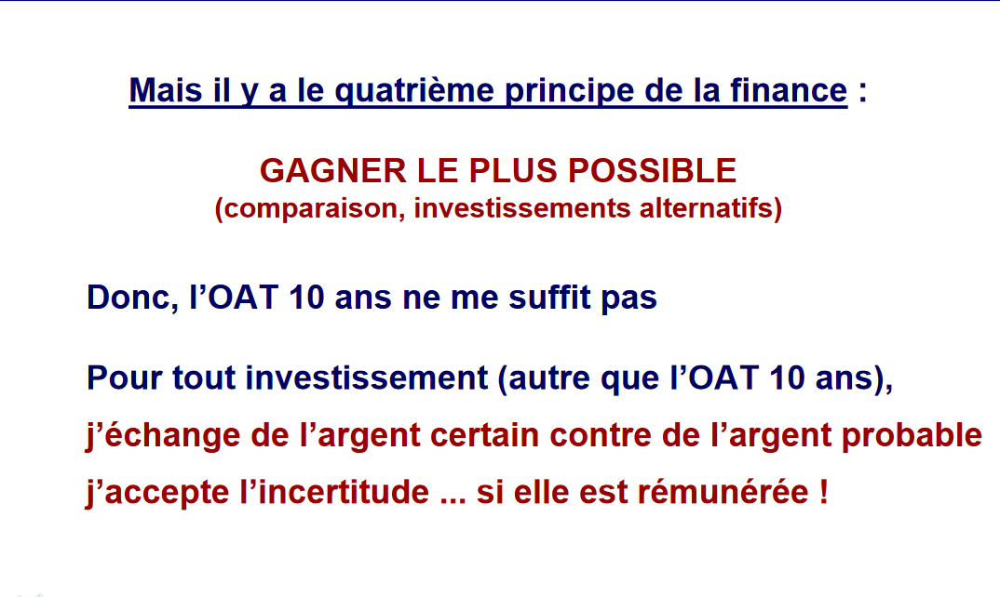 Mais il y a le quatrième principe de la finance :
GAGNER LE PLUS POSSIBLE
(comparaison, investissements alternatifs)
Donc, l’OAT 10 ans ne me suffit pas
Pour tout investissement (autre que l’OAT 10 ans),
j’échange de l’argent certain contre de l’argent probable
j’accepte l’incertitude ... si elle est rémunérée !